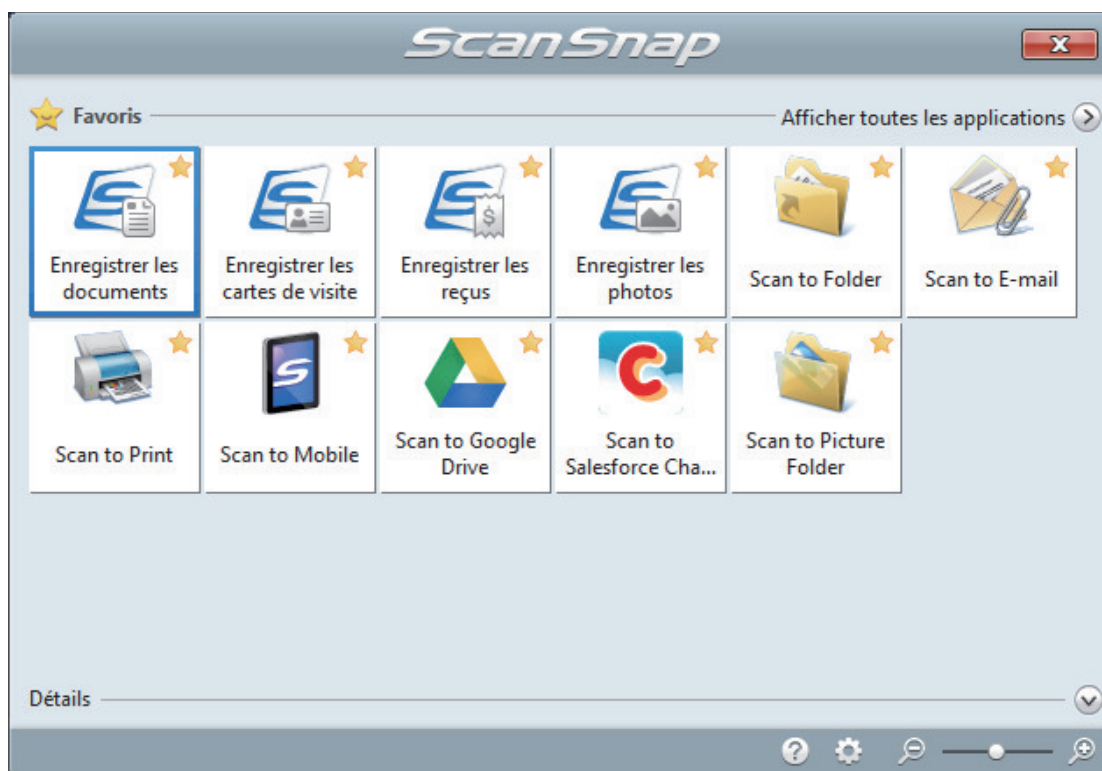 ScanSnap
Favoris
Afficher toutes les applications
Enregistrer les
documents
Enregistrer les
cartes de visite
Enregistrer les
reçus
Enregistrer les
photos
Scan to Folder
Scan to E-mail
Scan to Print
Scan to Mobile
Scan to Google
Drive
Scan to
Salesforce Cha...
Scan to Picture
Folder
Détails